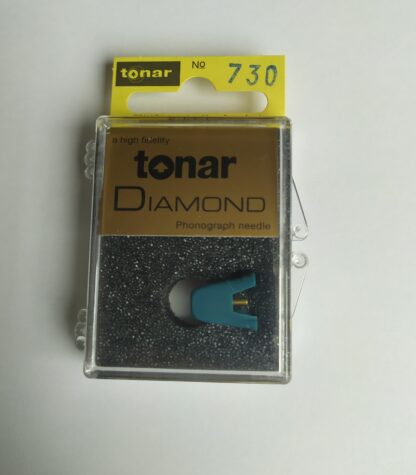 tonar
No 730
a high fidelity
tonar
DIAMOND
Phonograph needle